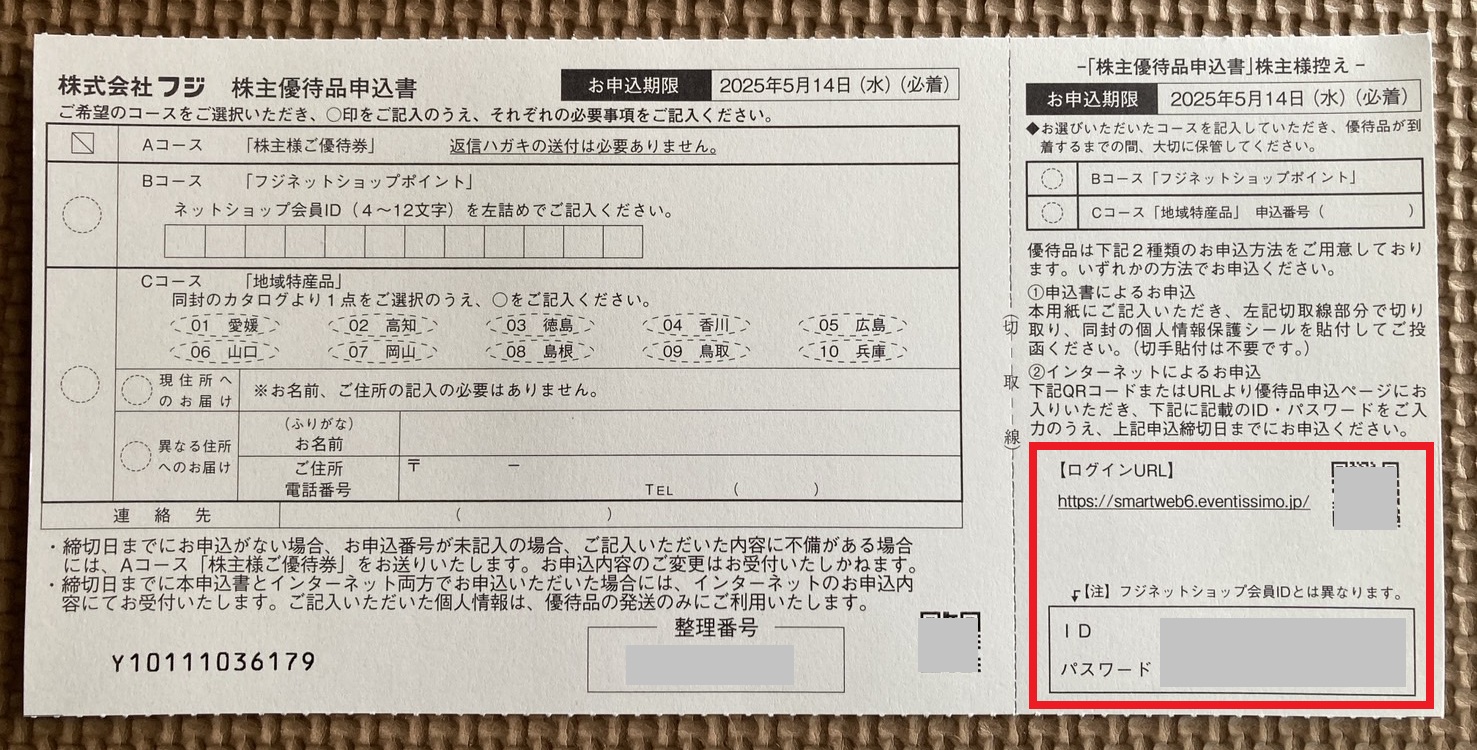 株式会社フジ 株主優待品申込書
お申込期限 2025年5月14日（水）（必着）
ご希望のコースをご選択いただき、○印をご記入のうえ、それぞれの必要事項をご記入ください。
Aコース 「株主様ご優待券」 返信ハガキの送付は必要ありません。
Bコース 「フジネットショップポイント」
ネットショップ会員ID（４～12文字）を左詰めでご記入ください。
Cコース 「地域特産品」
同封のカタログより１点をご選択のうえ、○をご記入ください。
01 愛媛 02 高知 03 徳島 04 香川 05 広島
06 山口 07 岡山 08 島根 09 鳥取 10 兵庫
現住所へ
のお届け
※お名前、ご住所の記入の必要はありません。
異なる住所
へのお届け
（ふりがな）
お名前
ご住所 〒 －
電話番号 TEL （ ）
連絡先 （ ）
・締切日までにお申込がない場合、お申込番号が未記入の場合、ご記入いただいた内容に不備がある場合
には、Aコース「株主様ご優待券」をお送りいたします。お申込内容のご変更はお受付いたしかねます。
・締切日までに本申込書とインターネット両方でお申込いただいた場合には、インターネットのお申込内
容にてお受付いたします。ご記入いただいた個人情報は、優待品の発送のみにご利用いたします。
整理番号
Y10111036179
（切取線）
−「株主優待品申込書」株主様控え−
お申込期限 2025年5月14日（水）（必着）
◆お選びいただいたコースを記入していただき、優待品が到
着するまでの間、大切に保管してください。
Bコース「フジネットショップポイント」
Cコース「地域特産品」 申込番号（ ）
優待品は下記２種類のお申込方法をご用意しており
ます。いずれかの方法でお申込ください。
①申込書によるお申込
本用紙にご記入いただき、左記切取線部分で切り
取り、同封の個人情報保護シールを貼付してご投
函ください。（切手貼付は不要です。）
②インターネットによるお申込
下記QRコードまたはURLより優待品申込ページにお
入りいただき、下記に記載のID・パスワードをご入
力のうえ、上記申込締切日までにお申込ください。
【ログインURL】
https://smartweb6.eventissimo.jp/
【注】フジネットショップ会員IDとは異なります。
ID
パスワード